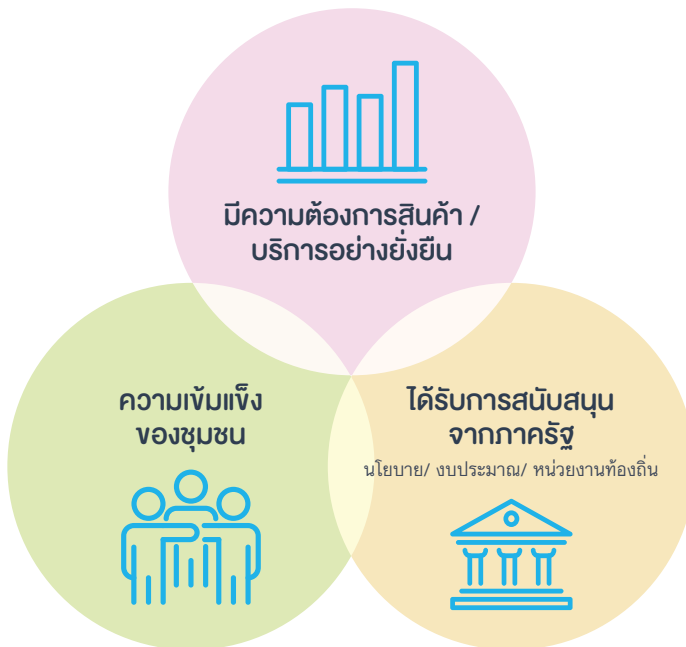 มีความต้องการสินค้า /
บริการอย่างยั่งยืน
ความเข้มแข็ง
ของชุมชน
ได้รับการสนับสนุน
จากภาครัฐ
นโยบาย/ งบประมาณ/ หน่วยงานท้องถิ่น